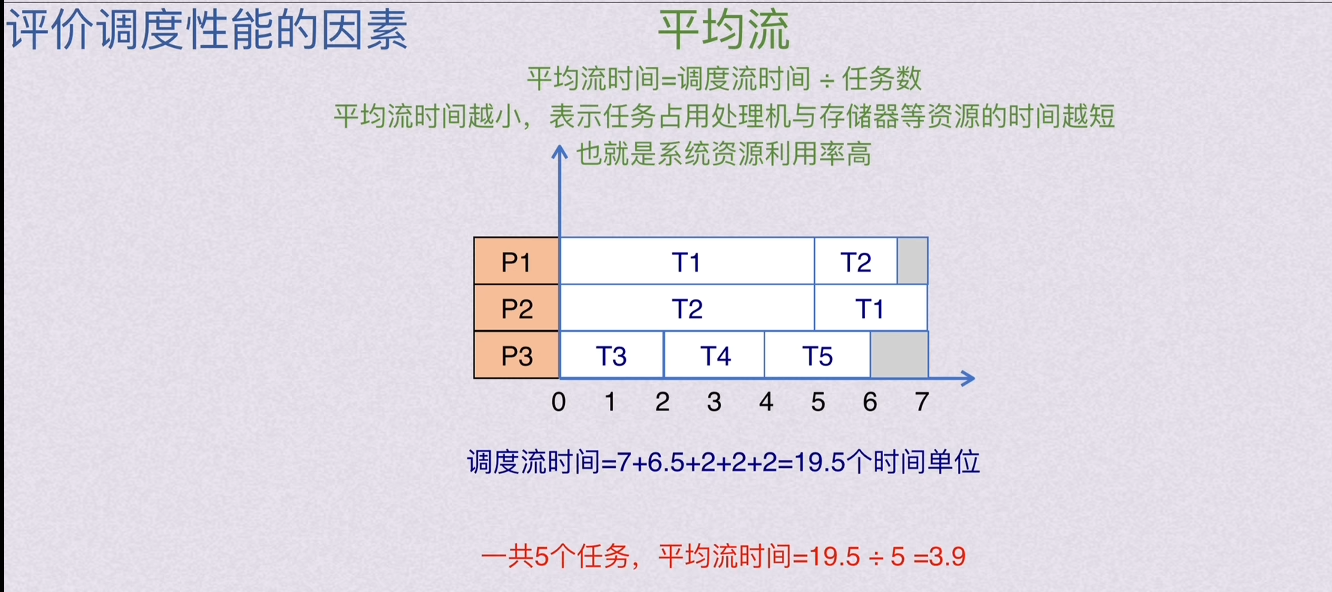 评价调度性能的因素
平均流
平均流时间=调度流时间 ÷ 任务数
平均流时间越小，表示任务占用处理机与存储器等资源的时间越短
也就是系统资源利用率高
P1 T1 T2
P2 T2 T1
P3 T3 T4 T5
0 1 2 3 4 5 6 7
调度流时间=7+6.5+2+2+2=19.5个时间单位
一共5个任务，平均流时间=19.5 ÷ 5 =3.9